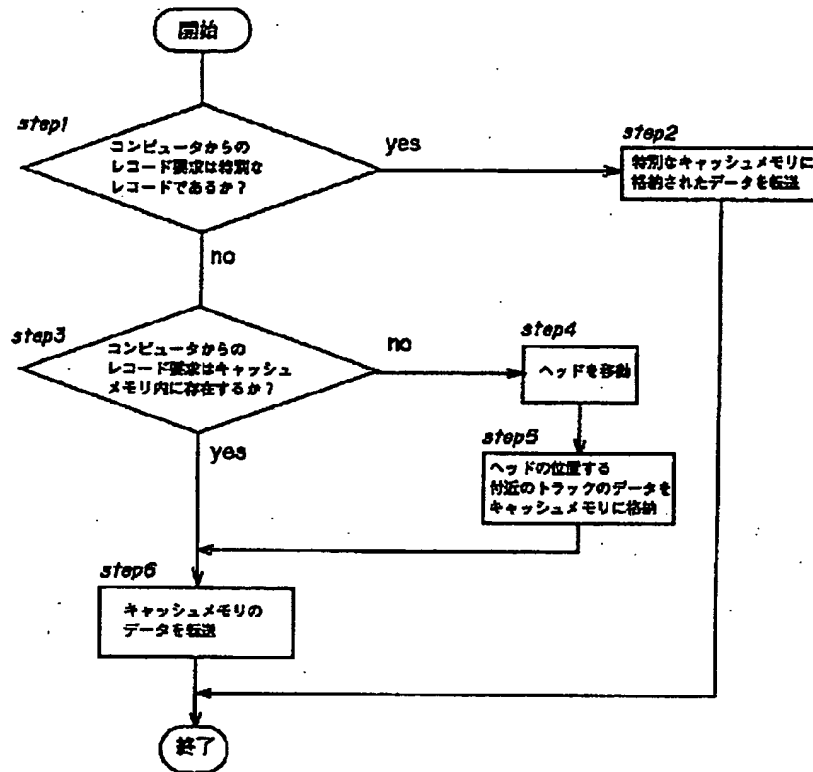 開始
step1
コンピュータからの
レコード要求は特別な
レコードであるか？
yes
step2
特別なキャッシュメモリに
格納されたデータを転送
no
step3
コンピュータからの
レコード要求はキャッシュ
メモリ内に存在するか？
no
step4
ヘッドを移動
yes
step5
ヘッドの位置する
付近のトラックのデータを
キャッシュメモリに格納
step6
キャッシュメモリの
データを転送
終了